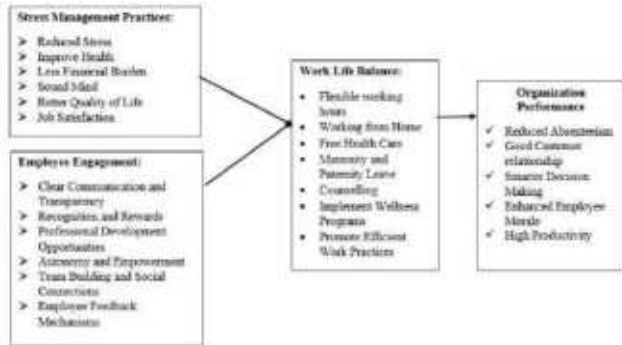 Stress Management Practices:
Reduced Stress
Improve Health
Less Financial Burden
Sound Mind
Better Quality of Life
Job Satisfaction
Employee Engagement:
Clear Communication and
Transparency
Recognition and Rewards
Professional Development
Opportunities
Autonomy and Empowerment
Team Building and Social
Connections
Employee Feedback
Mechanisms
Work Life Balance:
Flexible working
hours
Working from Home
Free Health Care
Maternity and
Paternity Leave
Counselling
Implement Wellness
Programs
Promote Efficient
Work Practices
Organization
Performance
Reduced Absenteeism
Good Customer
relationship
Smarter Decision
Making
Enhanced Employee
Morale
High Productivity